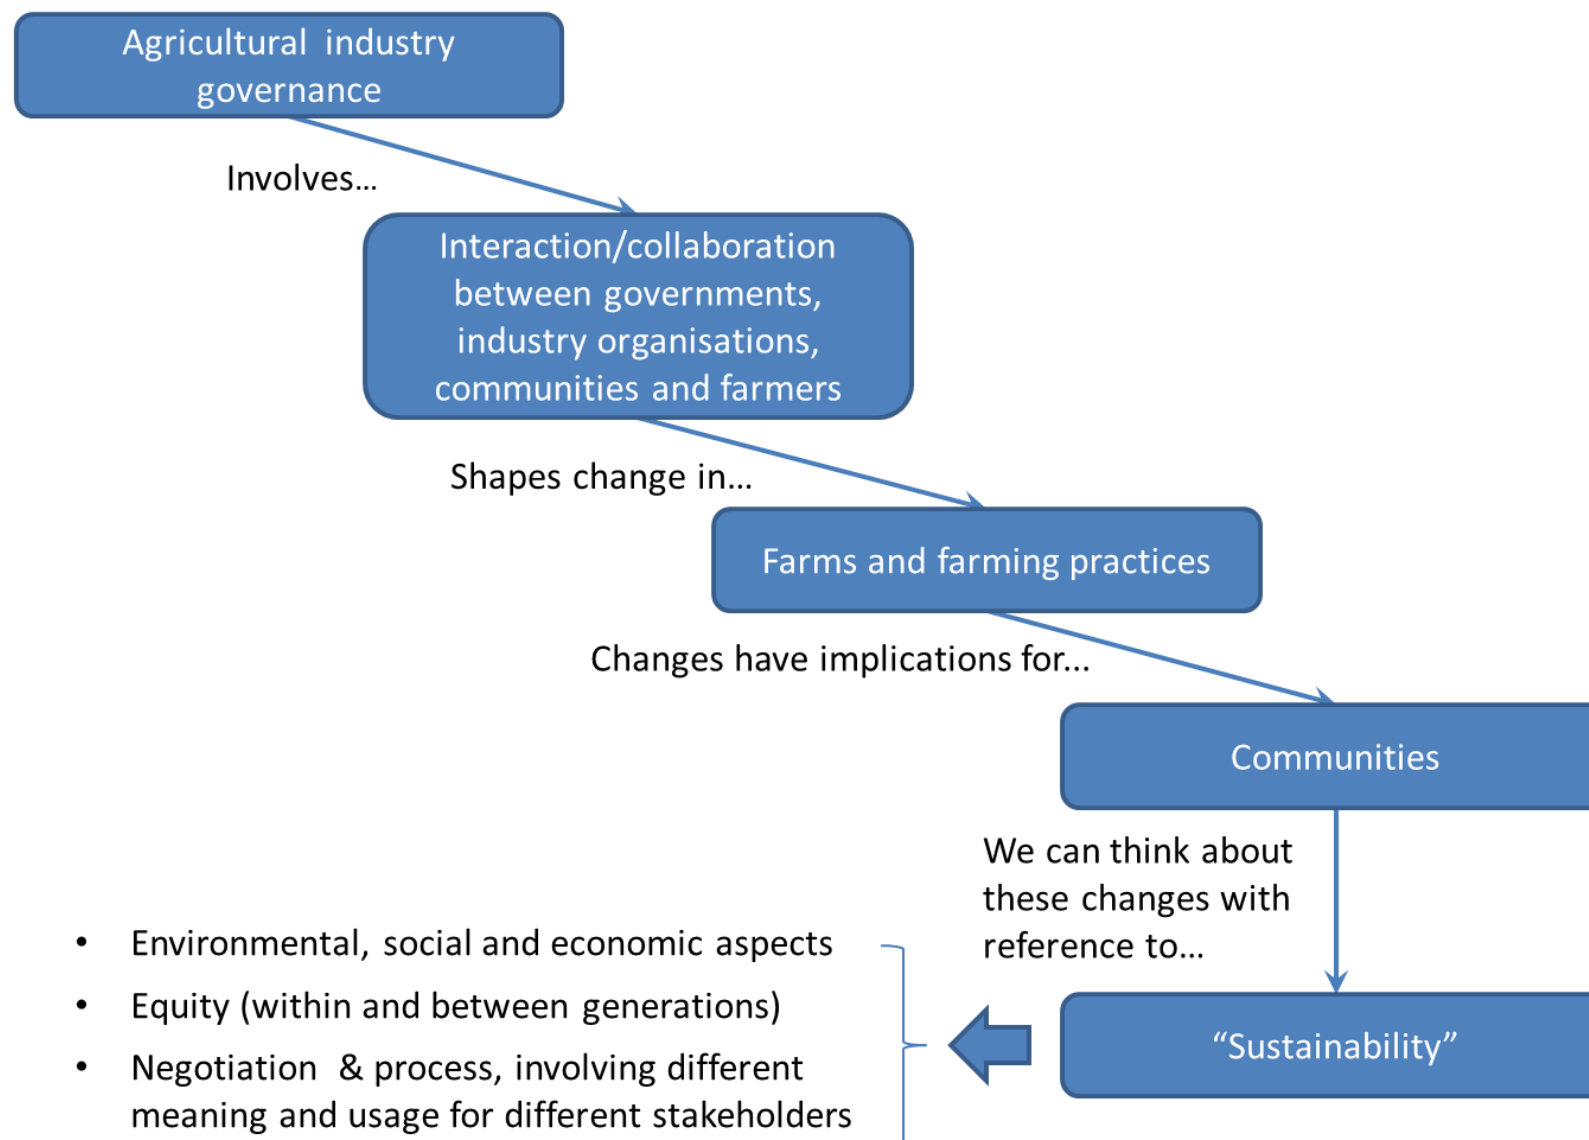 Agricultural industry
governance
Involves…
Interaction/collaboration
between governments,
industry organisations,
communities and farmers
Shapes change in…
Farms and farming practices
Changes have implications for...
Communities
We can think about
these changes with
reference to…
“Sustainability”
• Environmental, social and economic aspects
• Equity (within and between generations)
• Negotiation & process, involving different
meaning and usage for different stakeholders